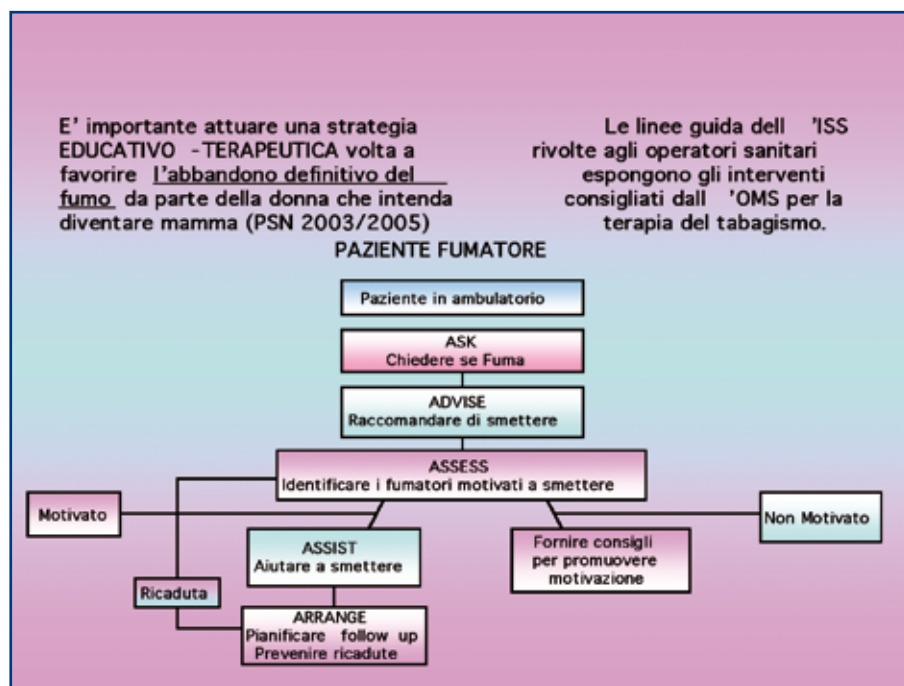 E' importante attuare una strategia
EDUCATIVO -TERAPEUTICA volta a
favorire l'abbandono definitivo del
fumo da parte della donna che intenda
diventare mamma (PSN 2003/2005)
Le linee guida dell 'ISS
rivolte agli operatori sanitari
espongono gli interventi
consigliati dall 'OMS per la
terapia del tabagismo.
PAZIENTE FUMATORE
Paziente in ambulatorio
ASK
Chiedere se Fuma
ADVISE
Raccomandare di smettere
ASSESS
Identificare i fumatori motivati a smettere
Motivato
Non Motivato
ASSIST
Aiutare a smettere
Fornire consigli
per promuovere
motivazione
Ricaduta
ARRANGE
Pianificare follow up
Prevenire ricadute